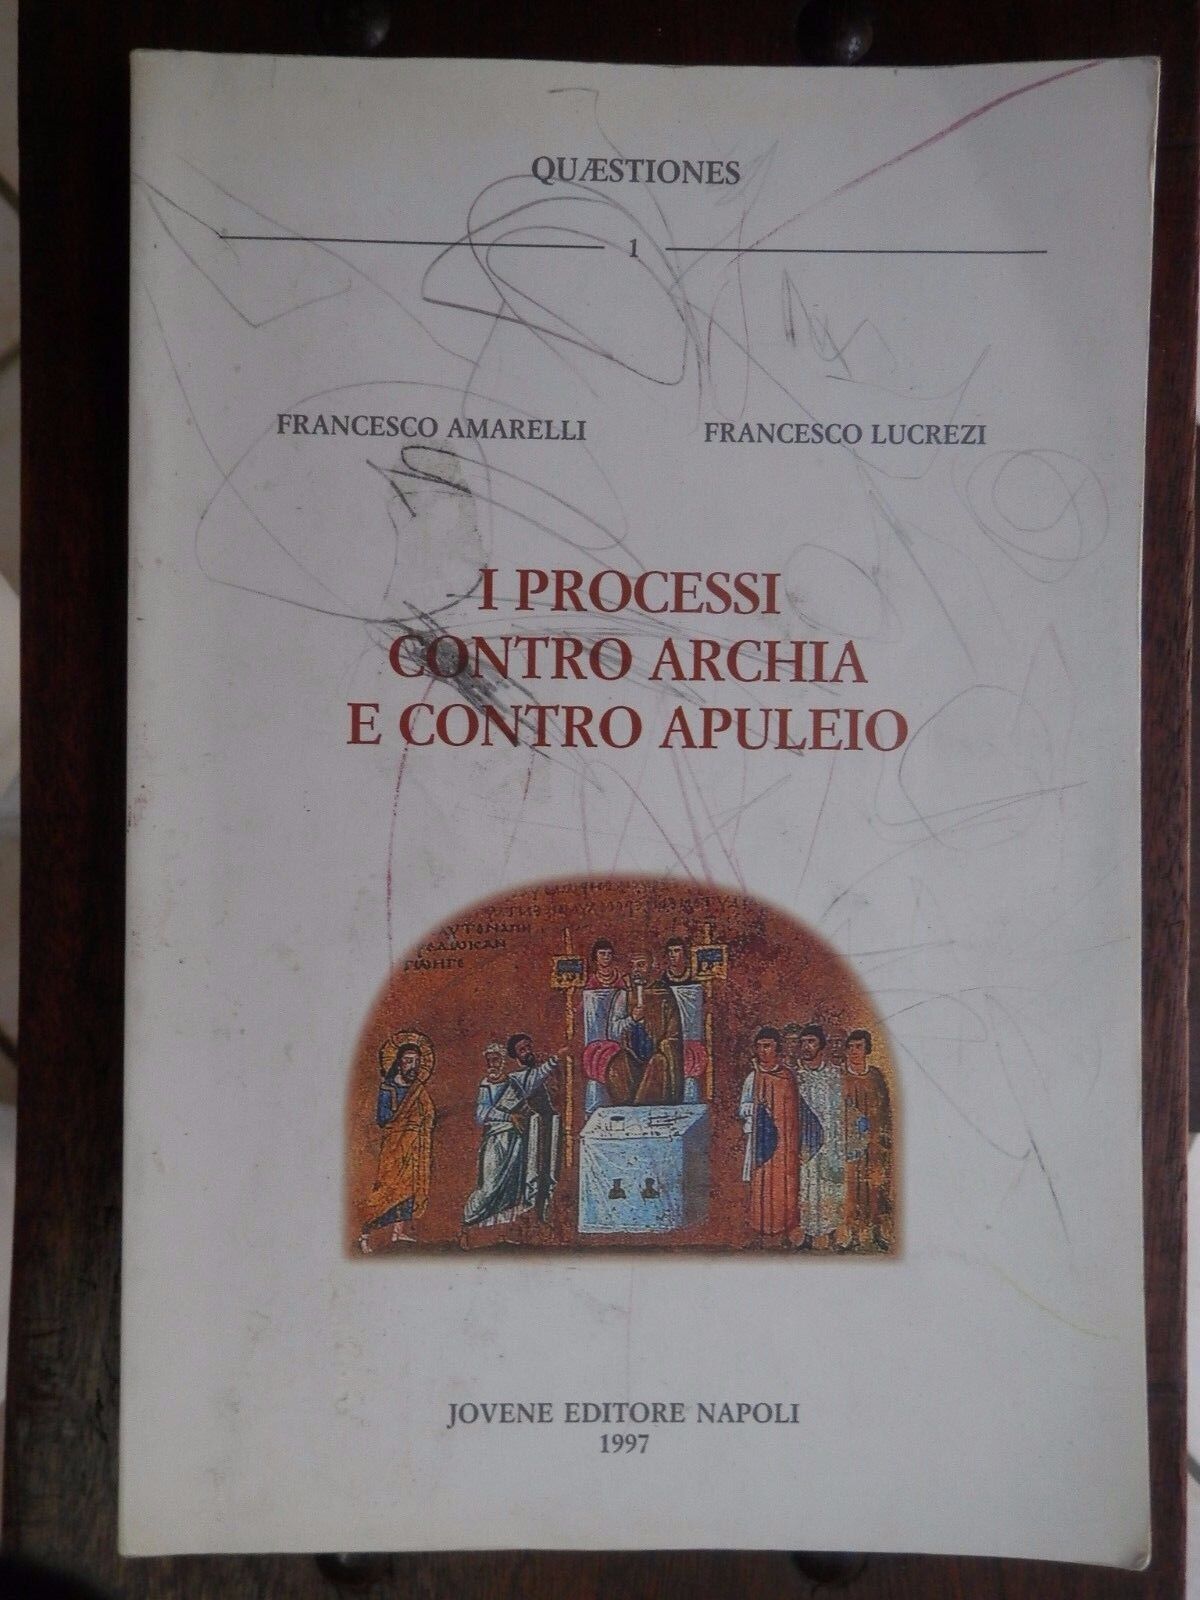 QUÆSTIONES
1
FRANCESCO AMARELLI
FRANCESCO LUCREZI
I PROCESSI
CONTRO ARCHIA
E CONTRO APULEIO
JOVENE EDITORE NAPOLI
1997